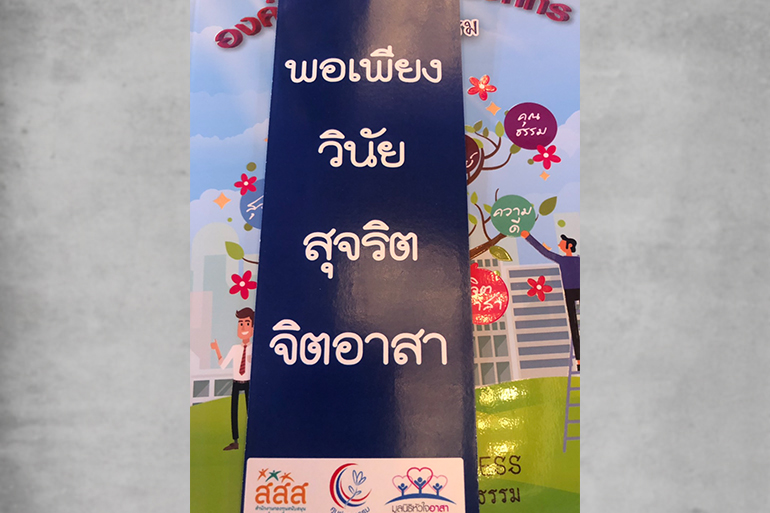 พอเพียง
วินัย
สุจริต
จิตอาสา
คุณ
ธรรม
ความ
ดี
สสส
มูลนิธิหัวใจอาสา
ธรรม